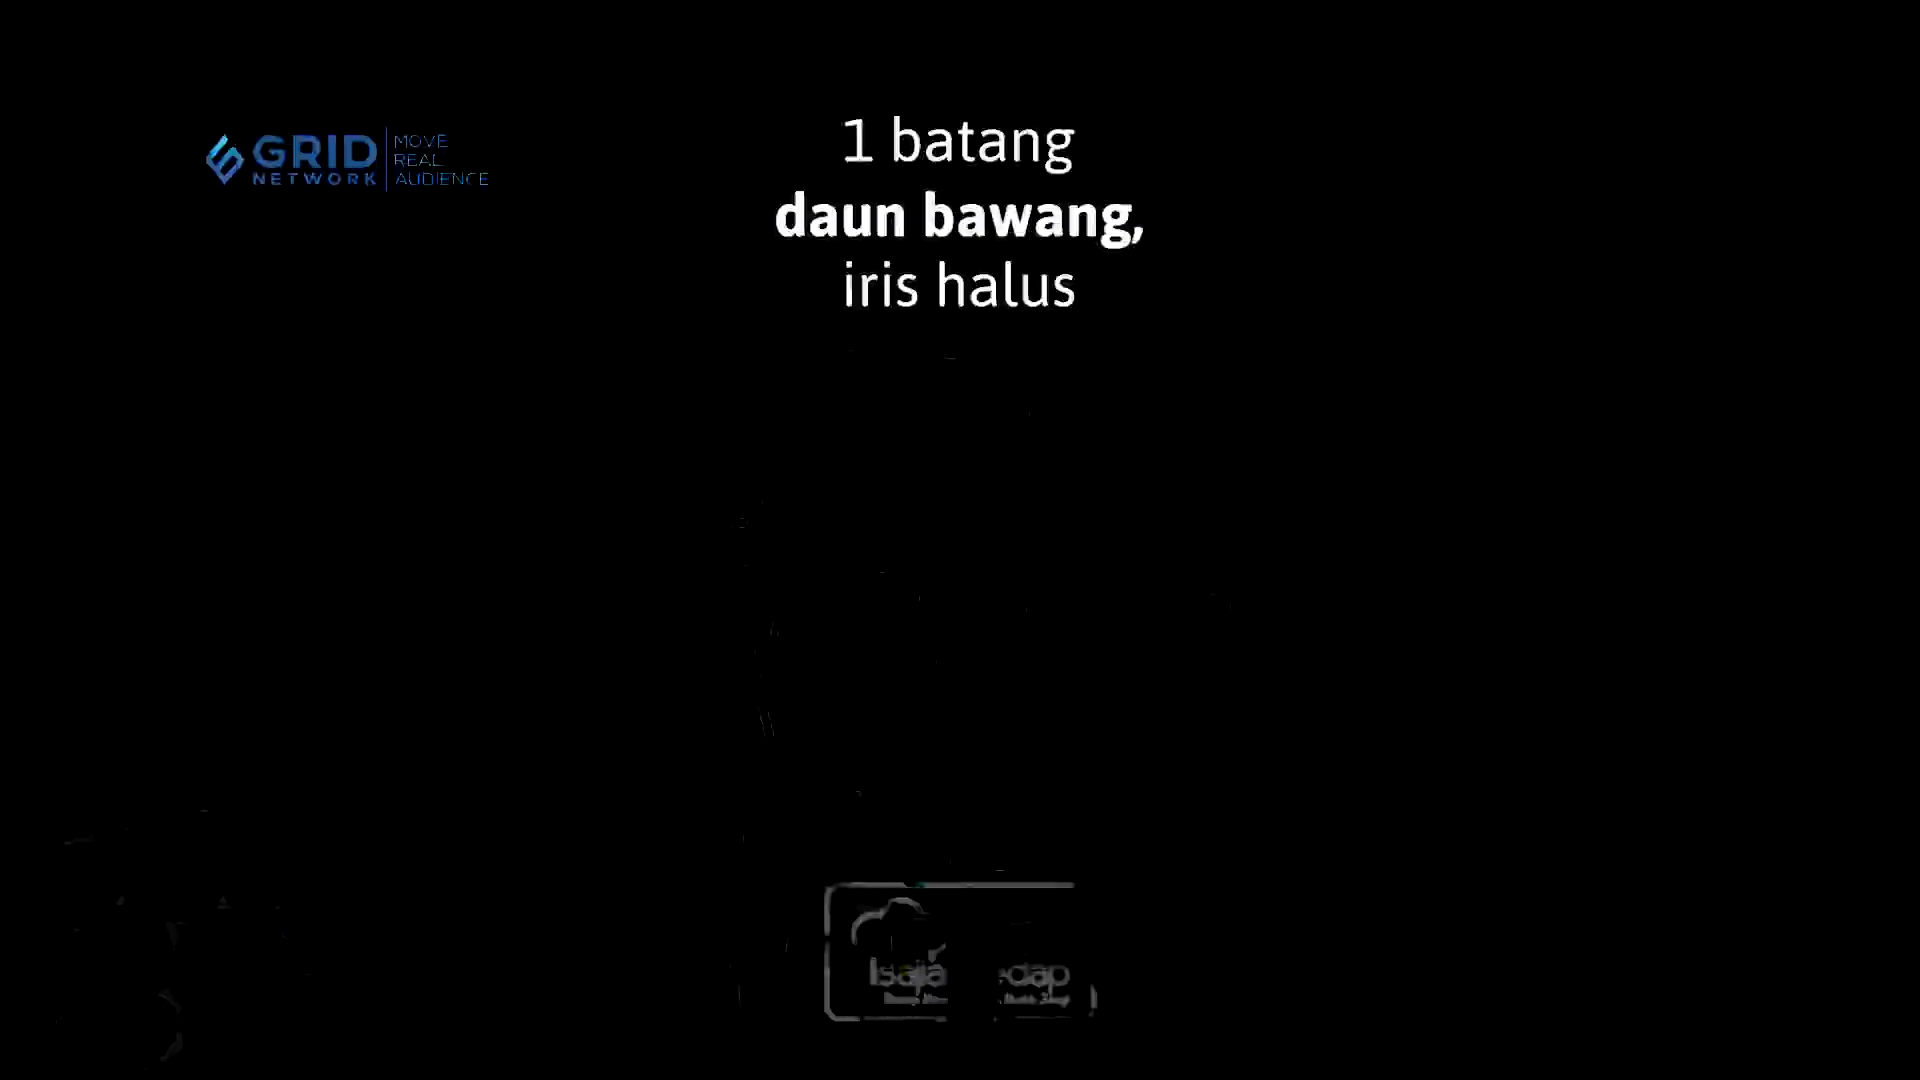 GRID
NETWORK
MOVE
REAL
AUDIENCE
1 batang
daun bawang,
iris halus